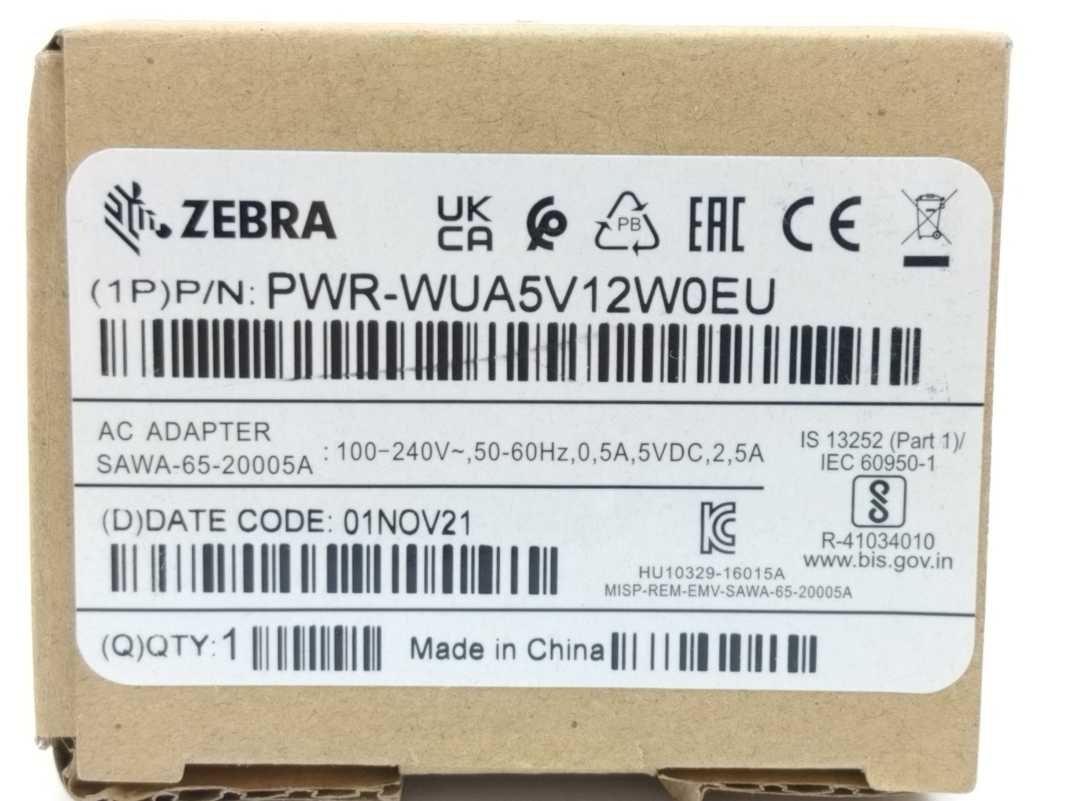 ZEBRA
UK
CA
PB
EAC
CE
(1P)P/N: PWR-WUA5V12W0EU
AC ADAPTER
SAWA-65-20005A
: 100-240V~,50-60Hz,0,5A,5VDC,2,5A
IS 13252 (Part 1)/
IEC 60950-1
R-41034010
www.bis.gov.in
(D)DATE CODE: 01NOV21
HU10329-16015A
MISP-REM-EMV-SAWA-65-20005A
(Q)QTY: 1
Made in China